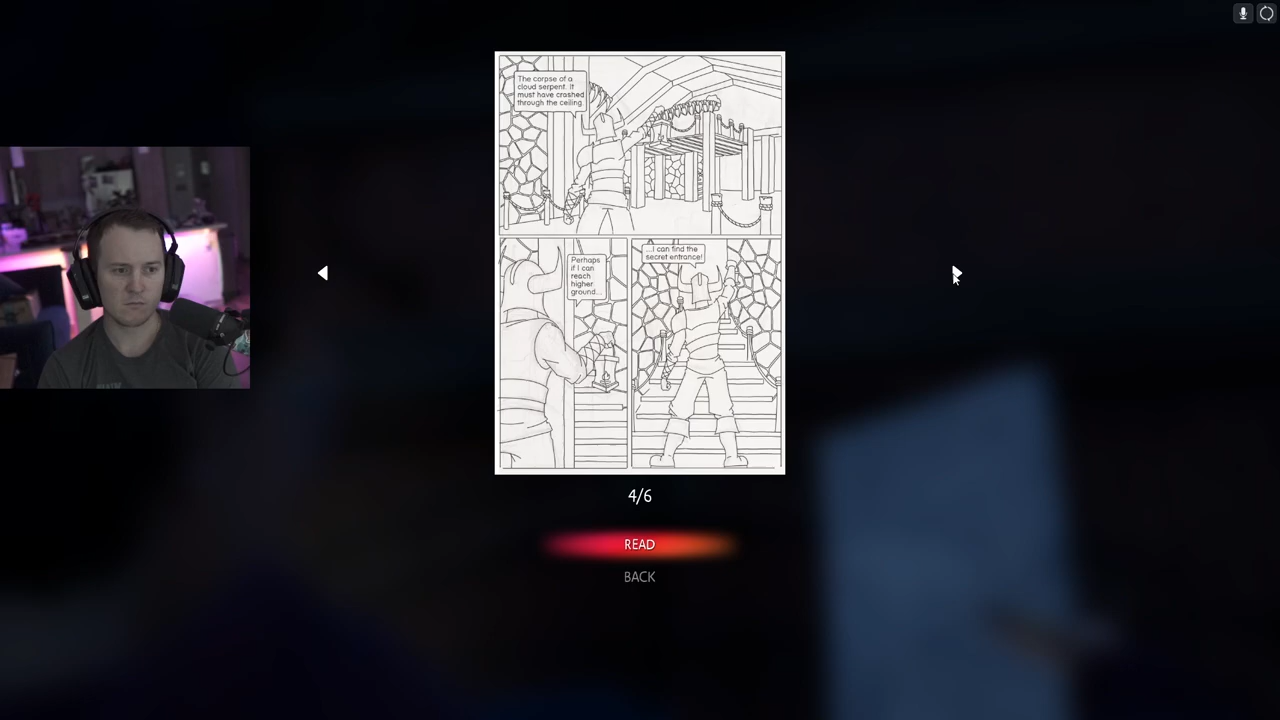 The corpse of a
cloud serpent. It
must have crashed
through the ceiling.
Perhaps
if I can
reach
higher
ground...
...I can find the
secret entrance!
4/6
READ
BACK